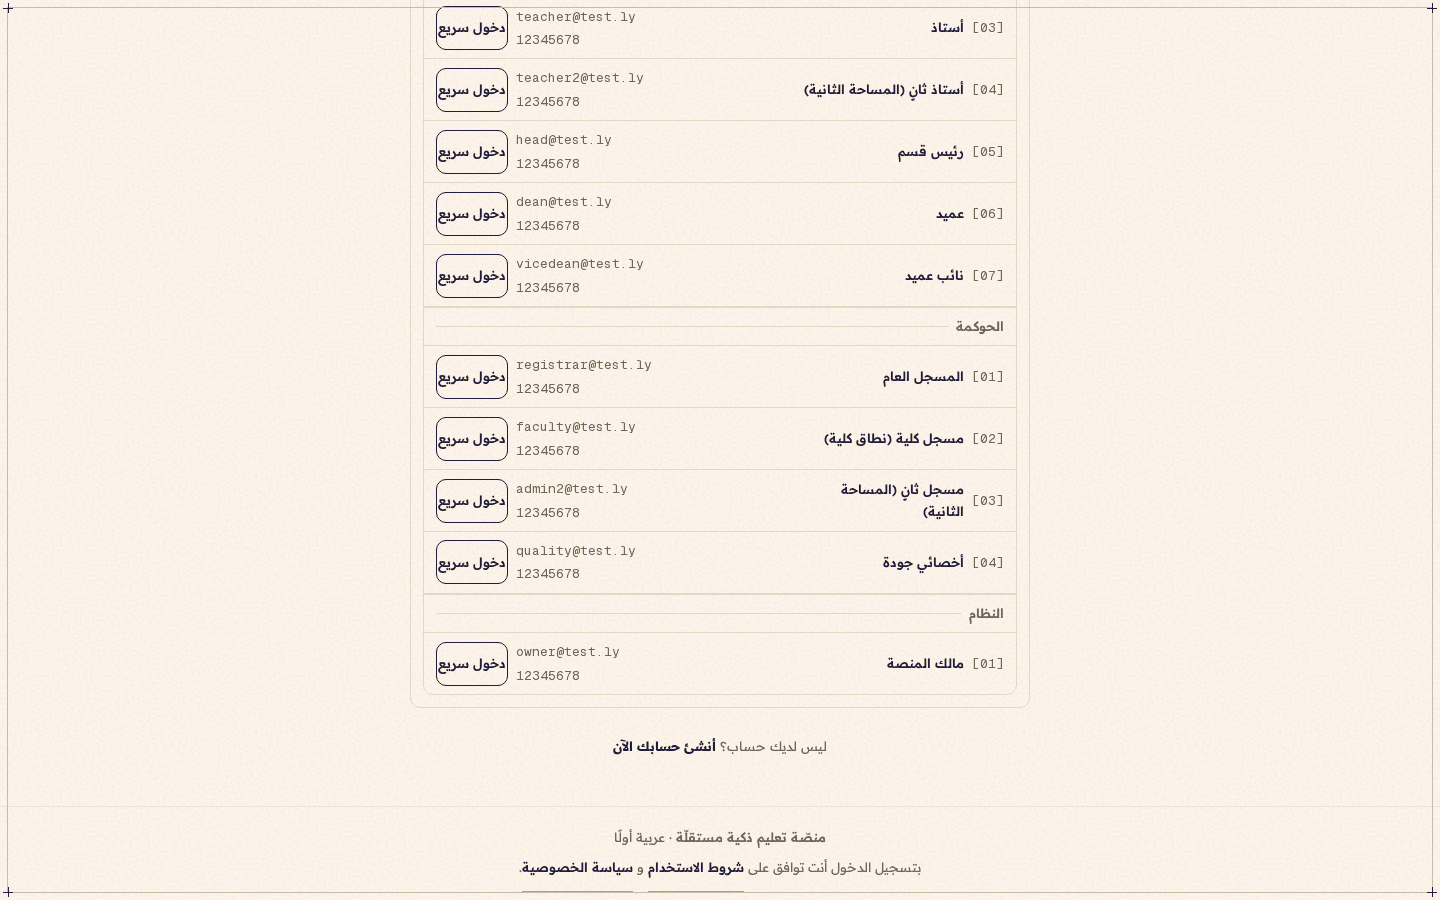 [03] أستاذ teacher@test.ly دخول سريع
12345678
[04] أستاذ ثانٍ (المساحة الثانية) teacher2@test.ly دخول سريع
12345678
[05] رئيس قسم head@test.ly دخول سريع
12345678
[06] عميد dean@test.ly دخول سريع
12345678
[07] نائب عميد vicedean@test.ly دخول سريع
12345678
الحوكمة
[01] المسجل العام registrar@test.ly دخول سريع
12345678
[02] مسجل كلية (نطاق كلية) faculty@test.ly دخول سريع
12345678
[03] مسجل ثانٍ (المساحة الثانية) admin2@test.ly دخول سريع
12345678
[04] أخصائي جودة quality@test.ly دخول سريع
12345678
النظام
[01] مالك المنصة owner@test.ly دخول سريع
12345678
ليس لديك حساب؟ أنشئ حسابك الآن
منصّة تعليم ذكية مستقلّة · عربية أولًا
بتسجيل الدخول أنت توافق على شروط الاستخدام و سياسة الخصوصية.